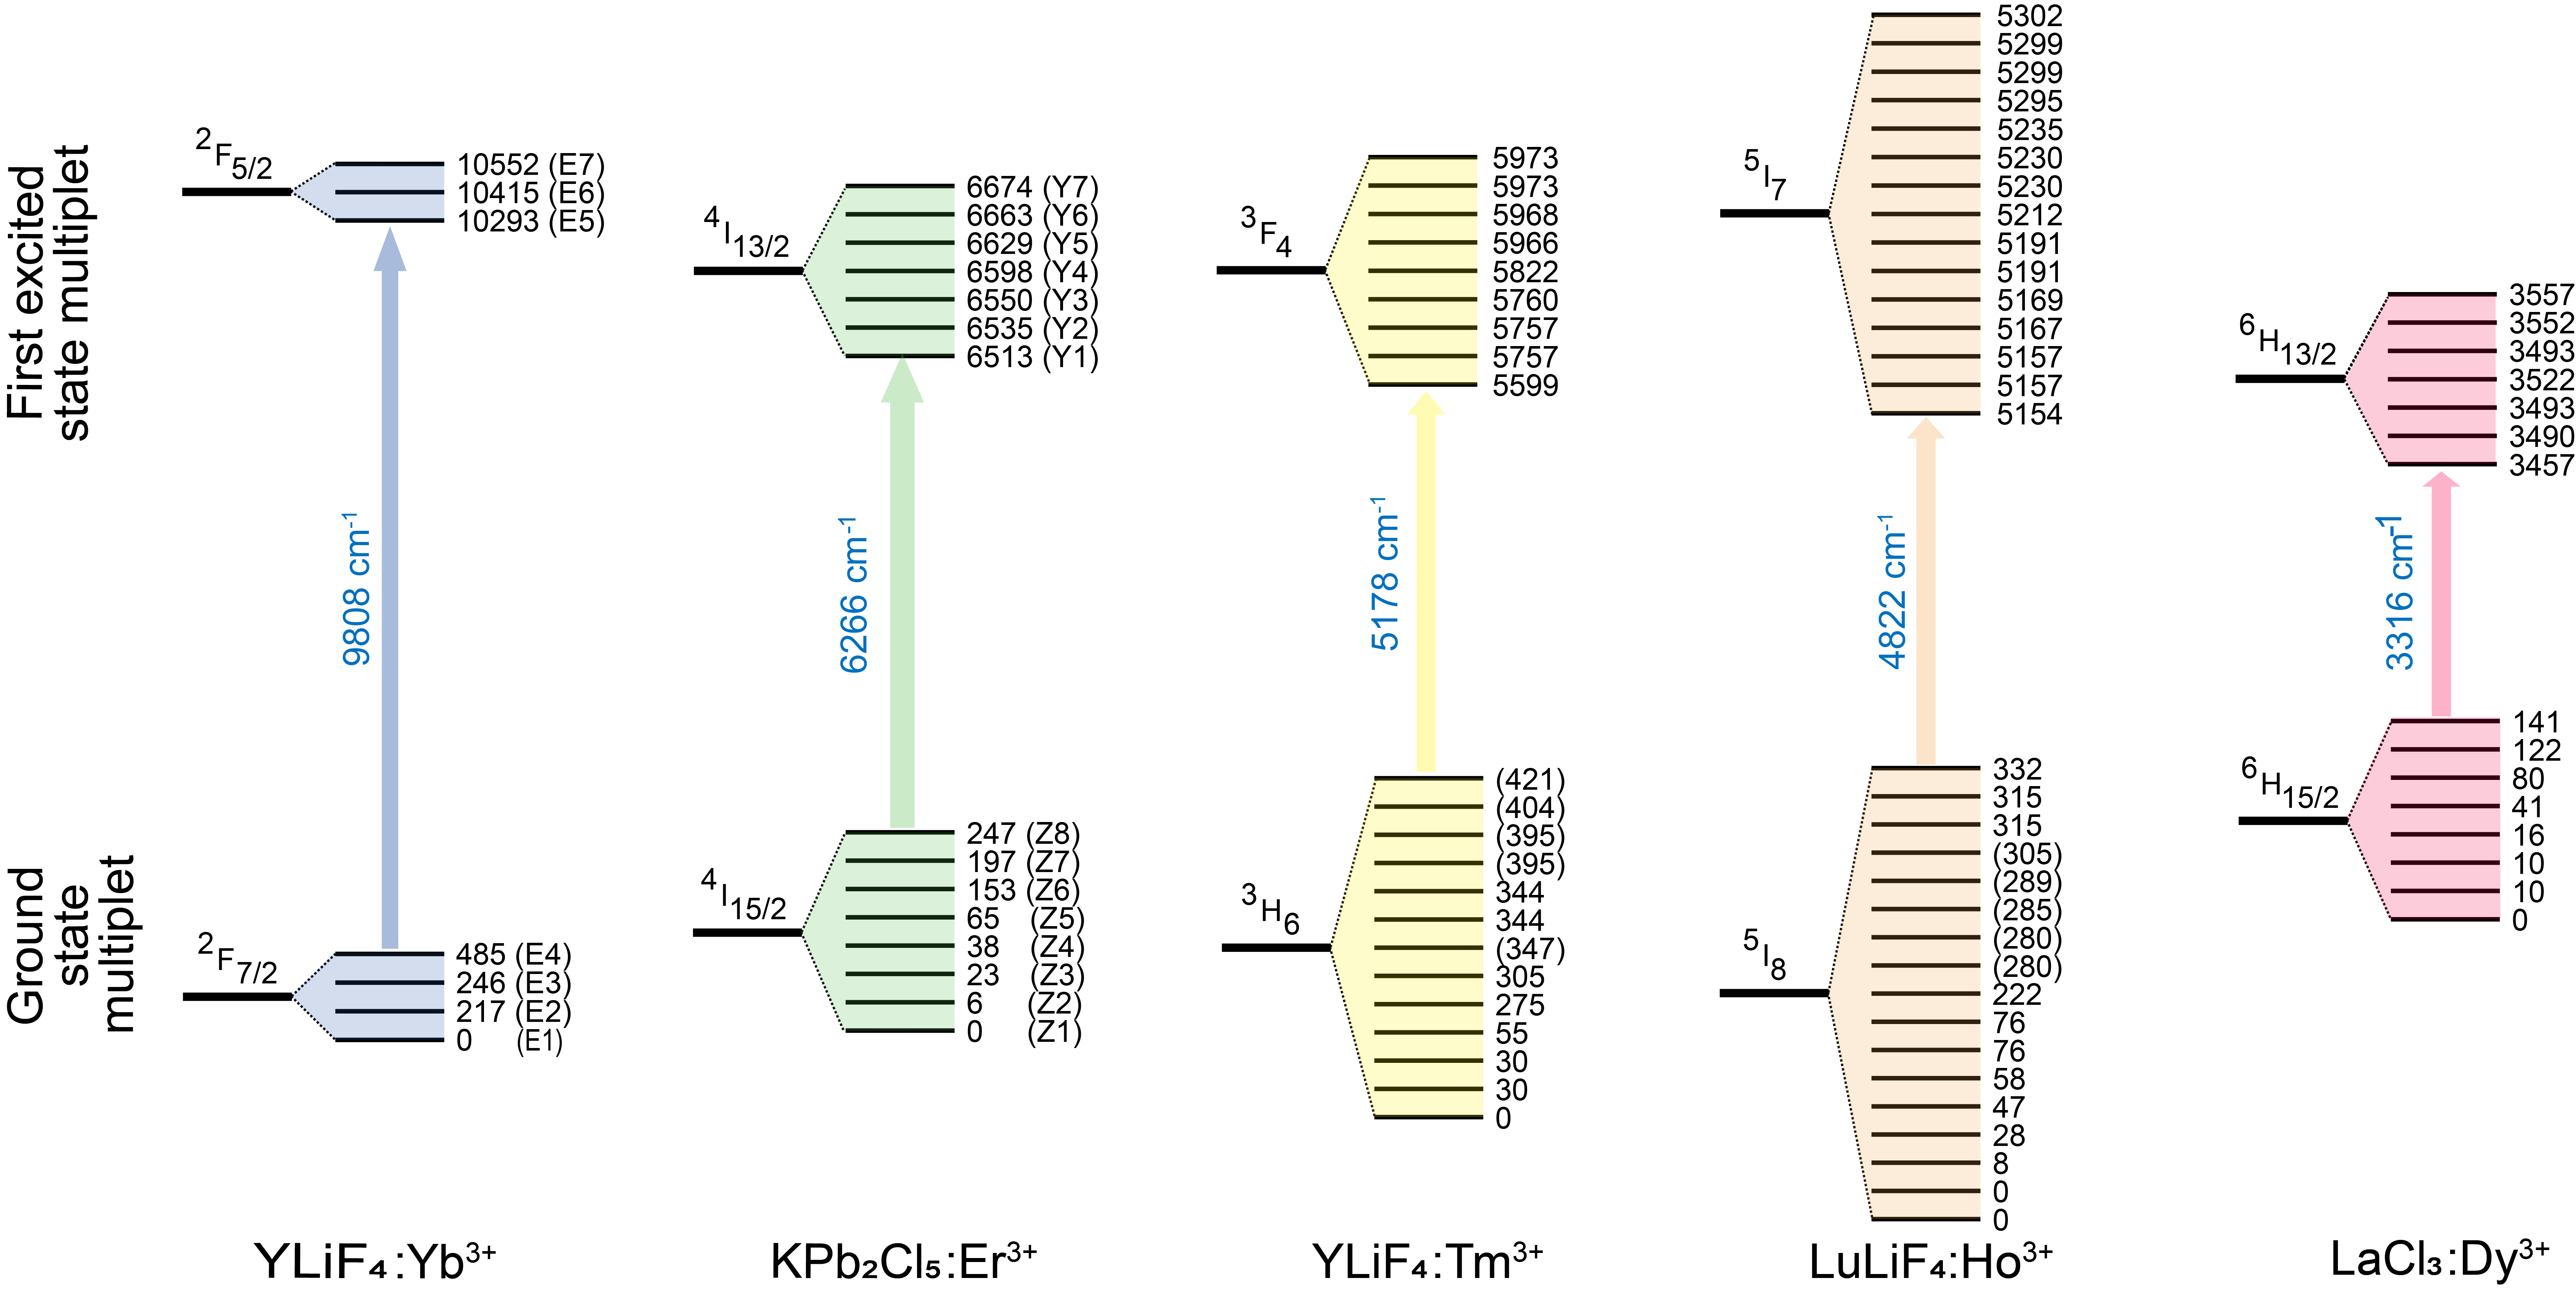 First excited
state multiplet
Ground
state
multiplet
²F₅/₂
10552 (E7)
10415 (E6)
10293 (E5)
9808 cm⁻¹
²F₇/₂
485 (E4)
246 (E3)
217 (E2)
0 (E1)
YLiF₄:Yb³⁺
⁴I₁₃/₂
6674 (Y7)
6663 (Y6)
6629 (Y5)
6598 (Y4)
6550 (Y3)
6535 (Y2)
6513 (Y1)
6266 cm⁻¹
⁴I₁₅/₂
247 (Z8)
197 (Z7)
153 (Z6)
65 (Z5)
38 (Z4)
23 (Z3)
6 (Z2)
0 (Z1)
KPb₂Cl₅:Er³⁺
³F₄
5973
5973
5968
5966
5822
5760
5757
5757
5599
5178 cm⁻¹
³H₆
(421)
(404)
(395)
(395)
344
344
(347)
305
275
55
30
30
0
YLiF₄:Tm³⁺
⁵I₇
5302
5299
5299
5295
5235
5230
5230
5212
5191
5191
5169
5167
5157
5157
5154
4822 cm⁻¹
⁵I₈
332
315
315
(305)
(289)
(285)
(280)
(280)
222
76
76
58
47
28
8
0
0
LuLiF₄:Ho³⁺
⁶H₁₃/₂
3557
3552
3493
3522
3493
3490
3457
3316 cm⁻¹
⁶H₁₅/₂
141
122
80
41
16
10
10
0
LaCl₃:Dy³⁺